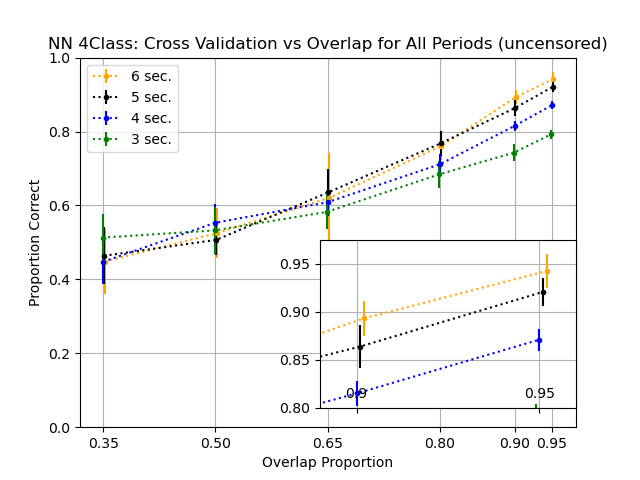 NN 4Class: Cross Validation vs Overlap for All Periods (uncensored)
1.0
0.8
0.6
0.4
0.2
0.0
Proportion Correct
6 sec.
5 sec.
4 sec.
3 sec.
0.95
0.90
0.85
0.80
0.9
0.95
0.35
0.50
0.65
0.80
0.90
0.95
Overlap Proportion